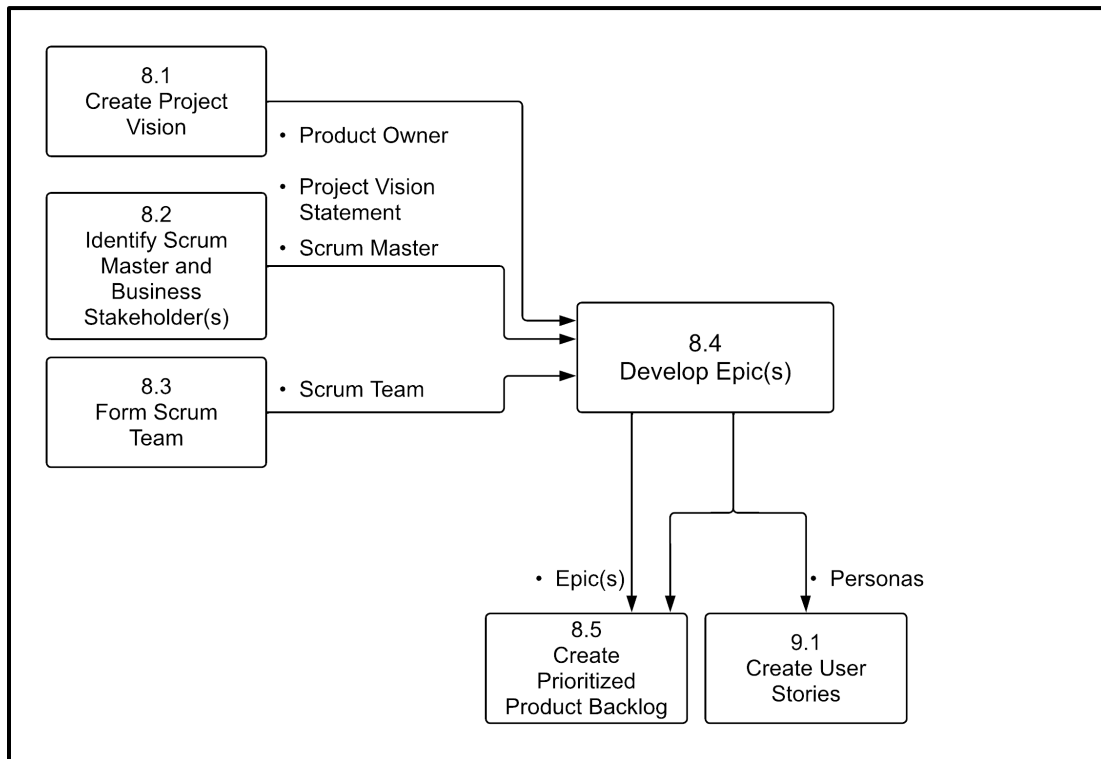 8.1
Create Project
Vision
• Product Owner
• Project Vision
Statement
8.2
Identify Scrum
Master and
Business
Stakeholder(s)
• Scrum Master
8.3
Form Scrum
Team
• Scrum Team
8.4
Develop Epic(s)
• Epic(s)
• Personas
8.5
Create
Prioritized
Product Backlog
9.1
Create User
Stories